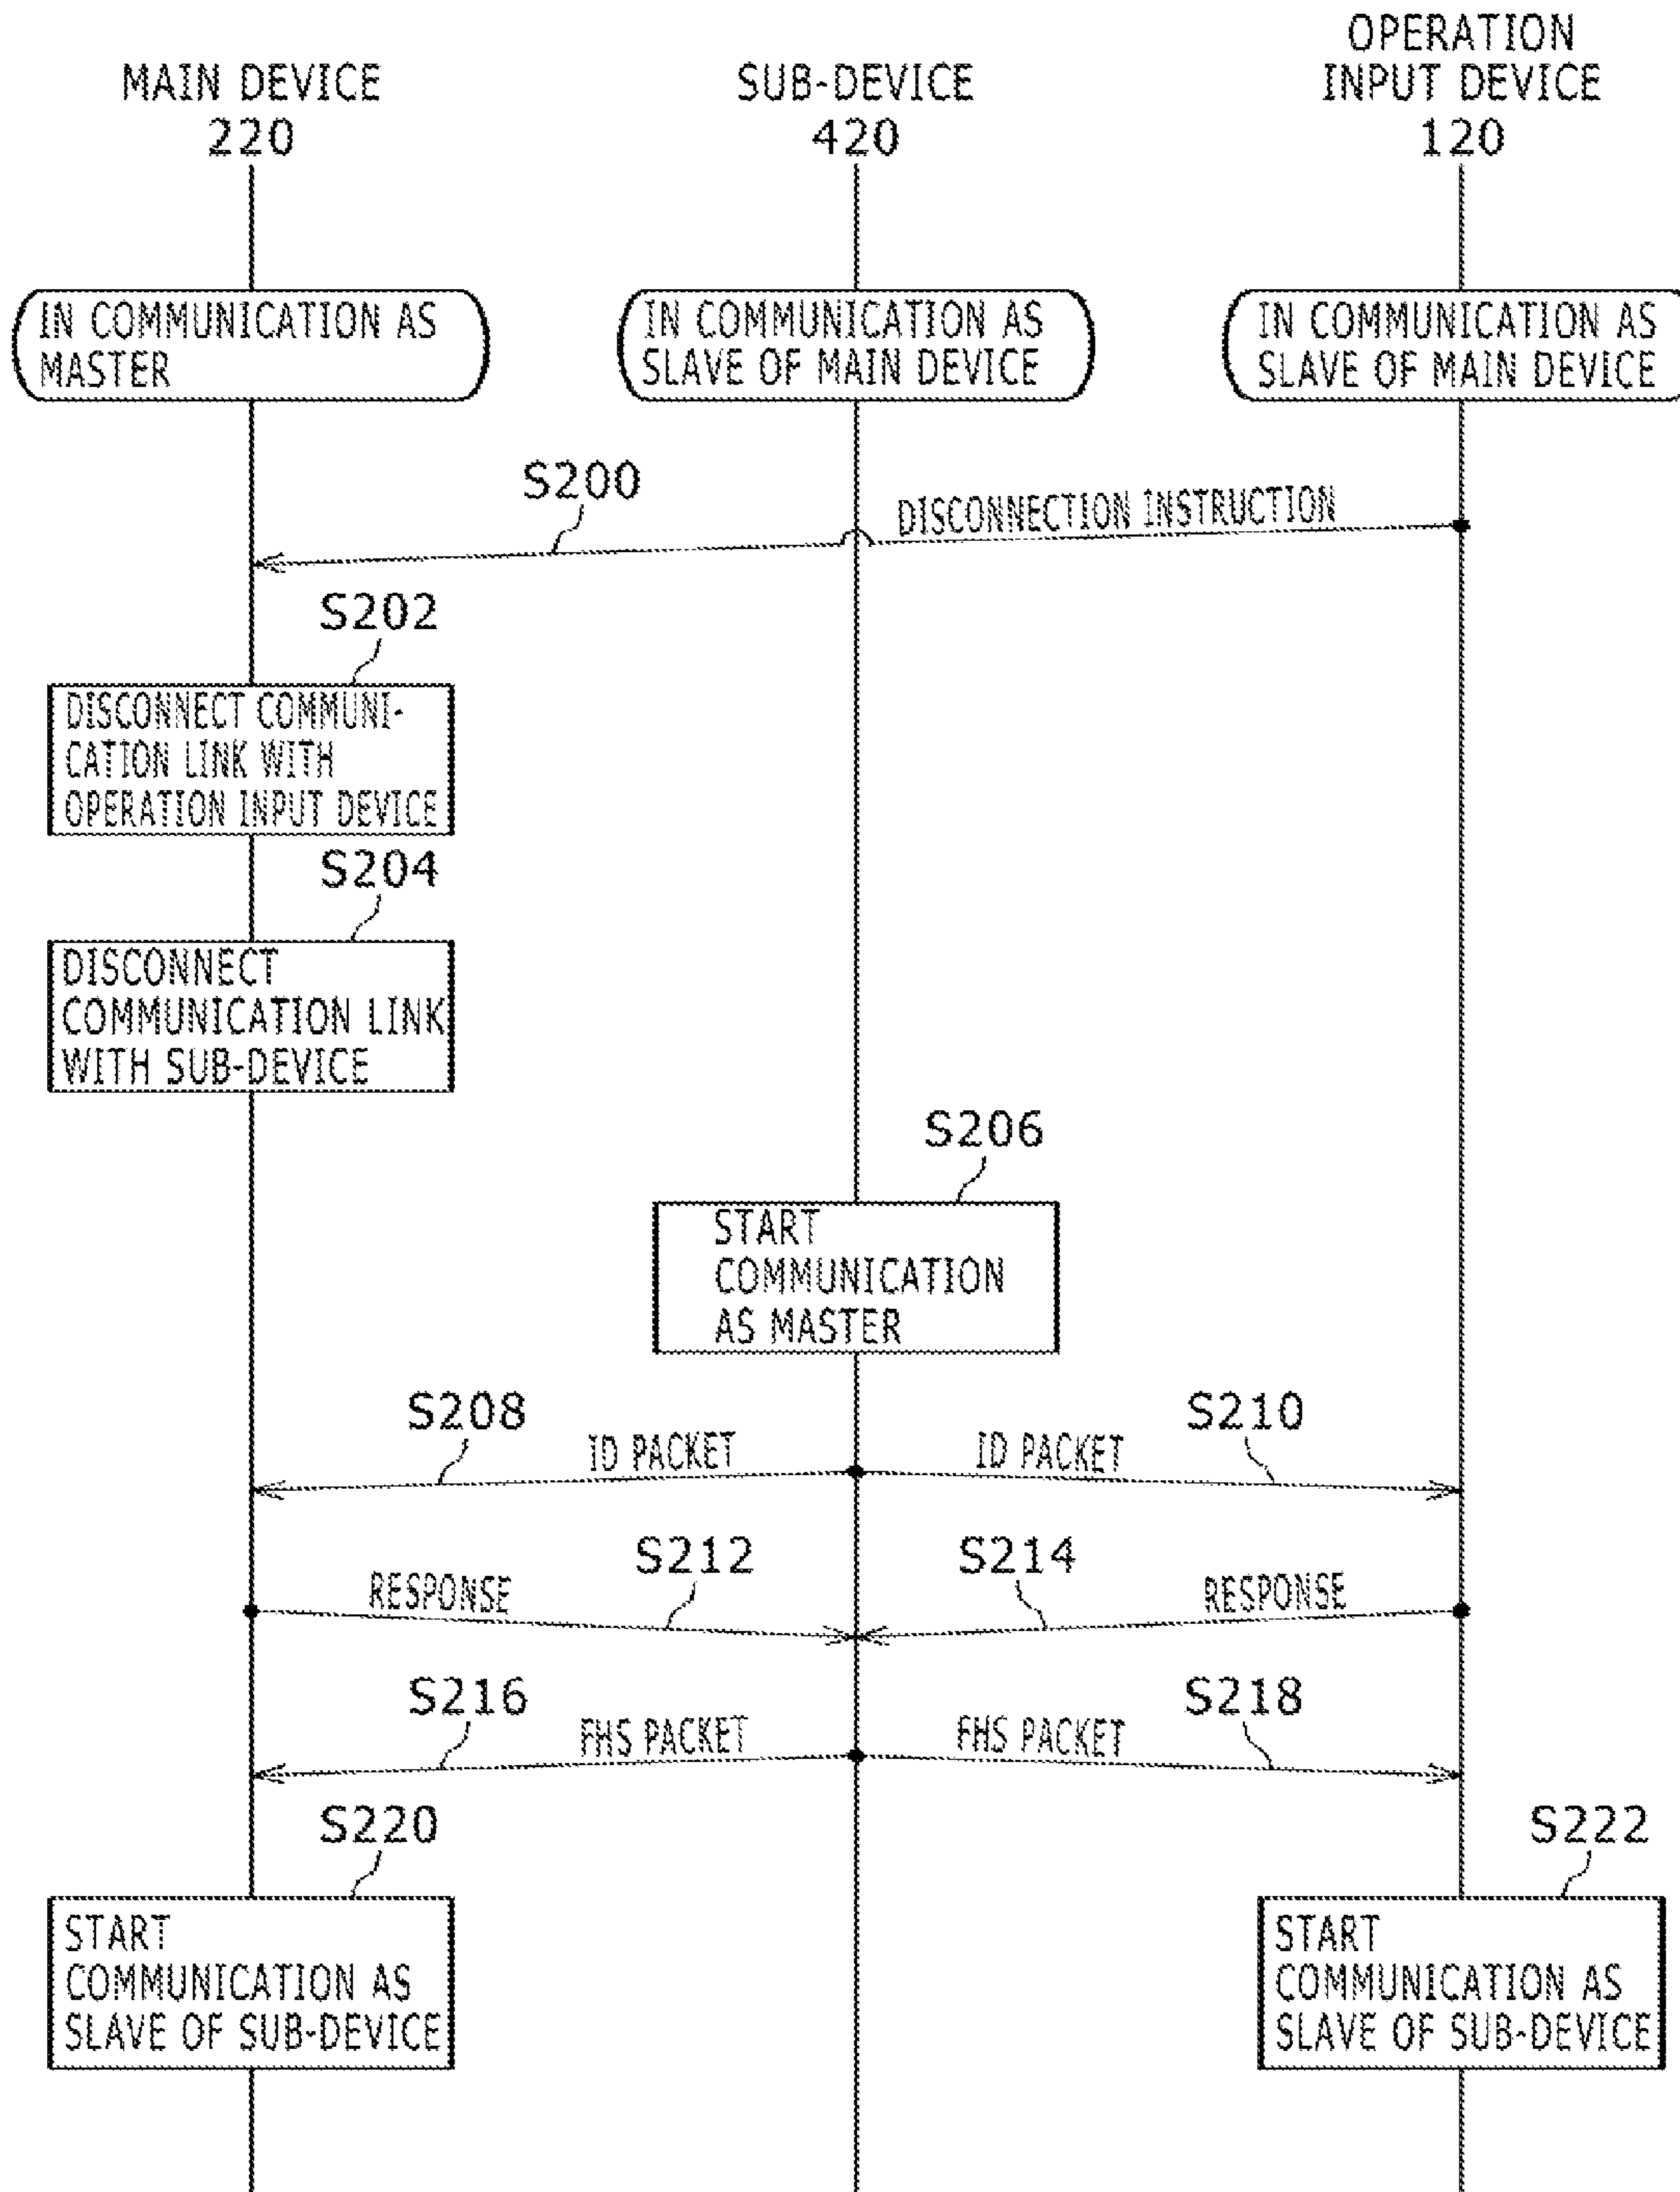 MAIN DEVICE
220
SUB-DEVICE
420
OPERATION
INPUT DEVICE
120
IN COMMUNICATION AS
MASTER
IN COMMUNICATION AS
SLAVE OF MAIN DEVICE
IN COMMUNICATION AS
SLAVE OF MAIN DEVICE
S200
DISCONNECTION INSTRUCTION
S202
DISCONNECT COMMUNI-
CATION LINK WITH
OPERATION INPUT DEVICE
S204
DISCONNECT
COMMUNICATION LINK
WITH SUB-DEVICE
S206
START
COMMUNICATION
AS MASTER
S208
ID PACKET
ID PACKET
S210
RESPONSE
S212
S214
RESPONSE
S216
FHS PACKET
FHS PACKET
S218
S220
START
COMMUNICATION AS
SLAVE OF SUB-DEVICE
S222
START
COMMUNICATION AS
SLAVE OF SUB-DEVICE